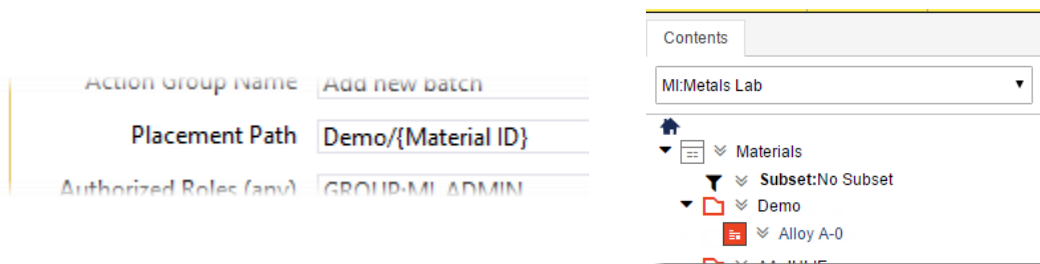 Action Group Name Add new batch
Placement Path Demo/{Material ID}
Authorized Roles (any) GROUP:MI_ADMIN
Contents
MI:Metals Lab
Materials
Subset:No Subset
Demo
Alloy A-0